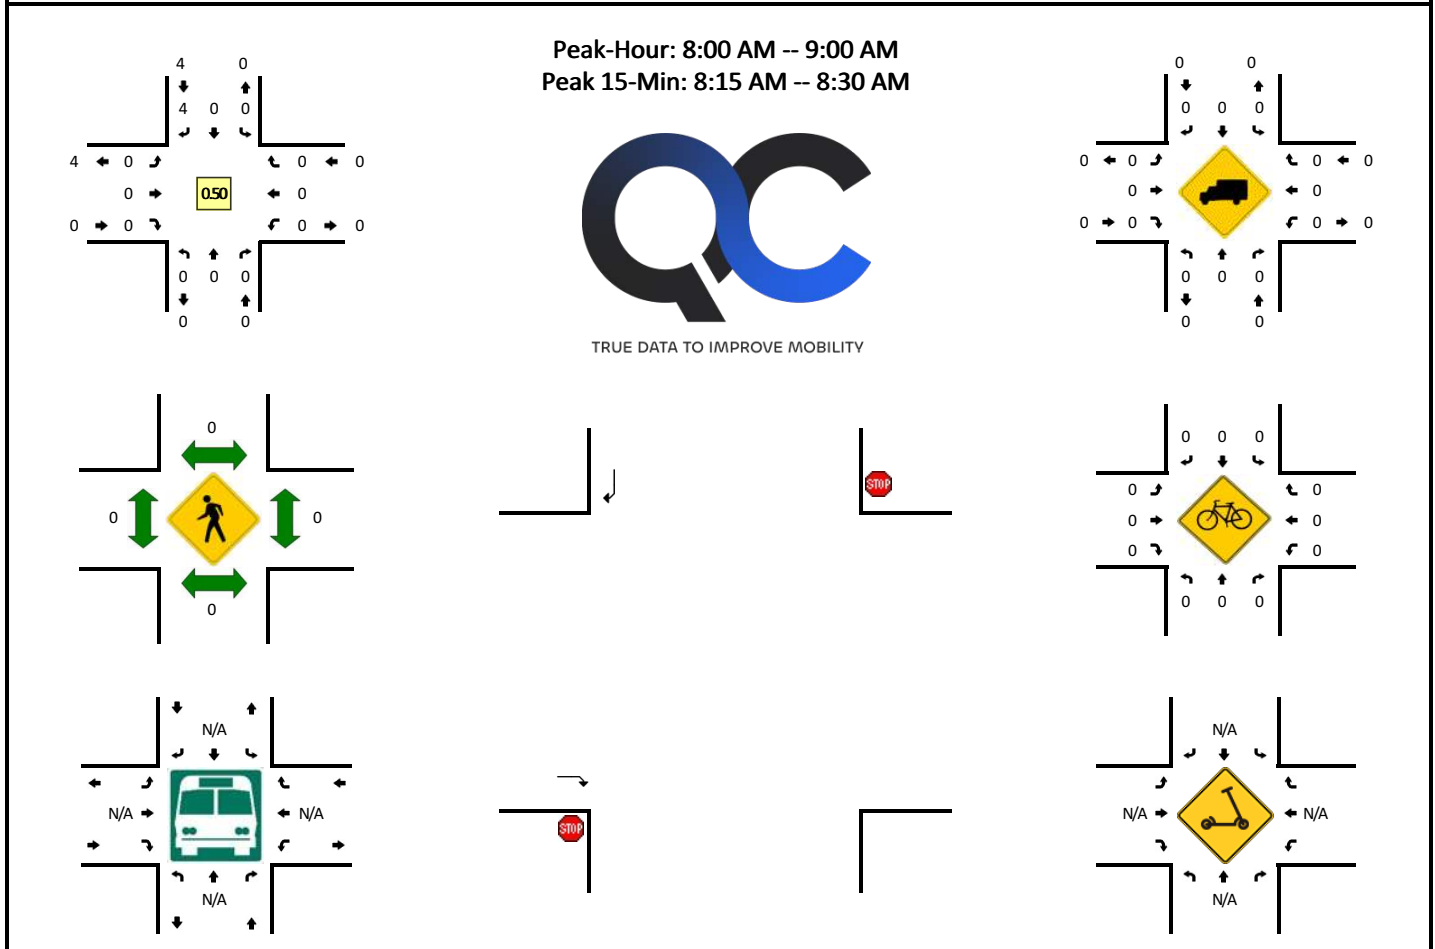 Peak-Hour: 8:00 AM -- 9:00 AM
Peak 15-Min: 8:15 AM -- 8:30 AM
4 0
4 0 0
4 0 0 0
0 0.50 0
0 0 0 0
0 0 0
0 0
QC
TRUE DATA TO IMPROVE MOBILITY
0 0
0 0 0
0 0 0 0
0 0
0 0 0 0
0 0 0
0 0
0
0 0
0
STOP
STOP
0 0 0
0 0
0 0
0 0
0 0 0
N/A
N/A N/A
N/A
N/A
N/A N/A
N/A